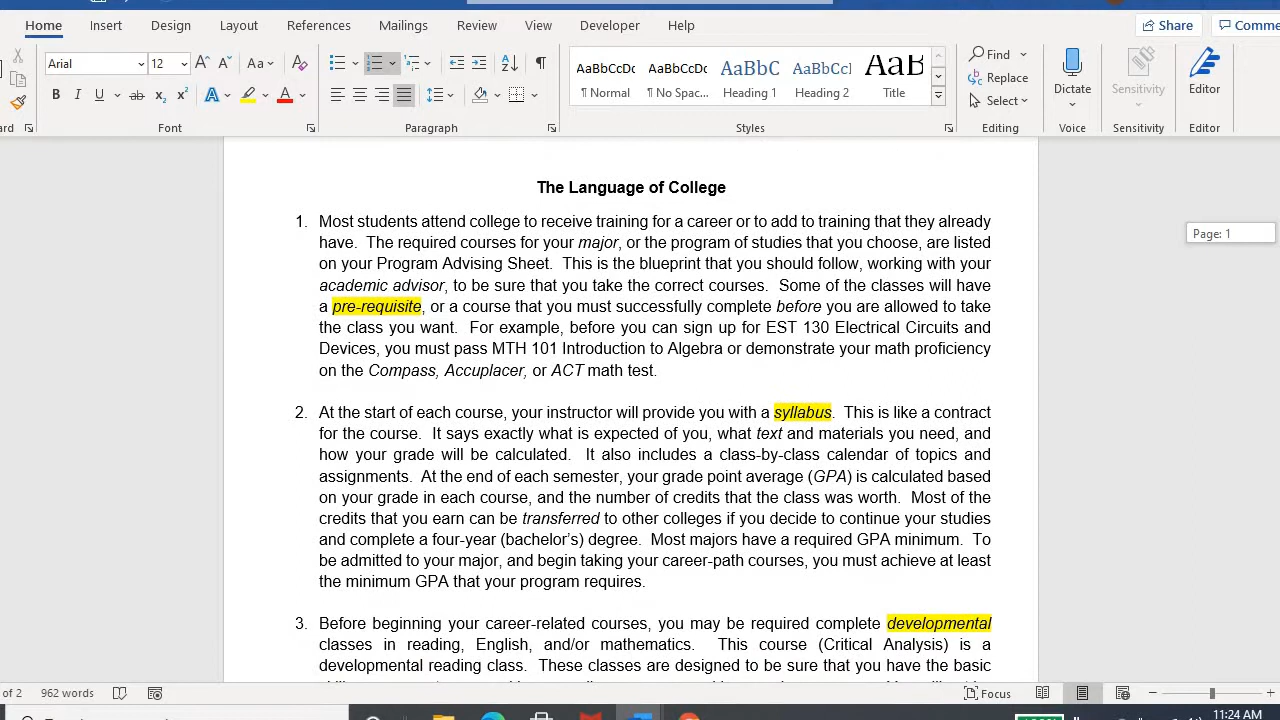 Home Insert Design Layout References Mailings Review View Developer Help Share Comme
Arial 12 Aa AaBbCcDc AaBbCcDc AaBbC AaBbCcI AaB Find
¶ Normal ¶ No Spac... Heading 1 Heading 2 Title Replace
B I U ab x₂ x² A A Select Dictate Sensitivity Editor
ard Font Paragraph Styles Editing Voice Sensitivity Editor
The Language of College
1. Most students attend college to receive training for a career or to add to training that they already
have. The required courses for your major, or the program of studies that you choose, are listed
Page: 1
on your Program Advising Sheet. This is the blueprint that you should follow, working with your
academic advisor, to be sure that you take the correct courses. Some of the classes will have
a pre-requisite, or a course that you must successfully complete before you are allowed to take
the class you want. For example, before you can sign up for EST 130 Electrical Circuits and
Devices, you must pass MTH 101 Introduction to Algebra or demonstrate your math proficiency
on the Compass, Accuplacer, or ACT math test.
2. At the start of each course, your instructor will provide you with a syllabus. This is like a contract
for the course. It says exactly what is expected of you, what text and materials you need, and
how your grade will be calculated. It also includes a class-by-class calendar of topics and
assignments. At the end of each semester, your grade point average (GPA) is calculated based
on your grade in each course, and the number of credits that the class was worth. Most of the
credits that you earn can be transferred to other colleges if you decide to continue your studies
and complete a four-year (bachelor's) degree. Most majors have a required GPA minimum. To
be admitted to your major, and begin taking your career-path courses, you must achieve at least
the minimum GPA that your program requires.
3. Before beginning your career-related courses, you may be required complete developmental
classes in reading, English, and/or mathematics. This course (Critical Analysis) is a
developmental reading class. These classes are designed to be sure that you have the basic
of 2 962 words Focus
11:24 AM